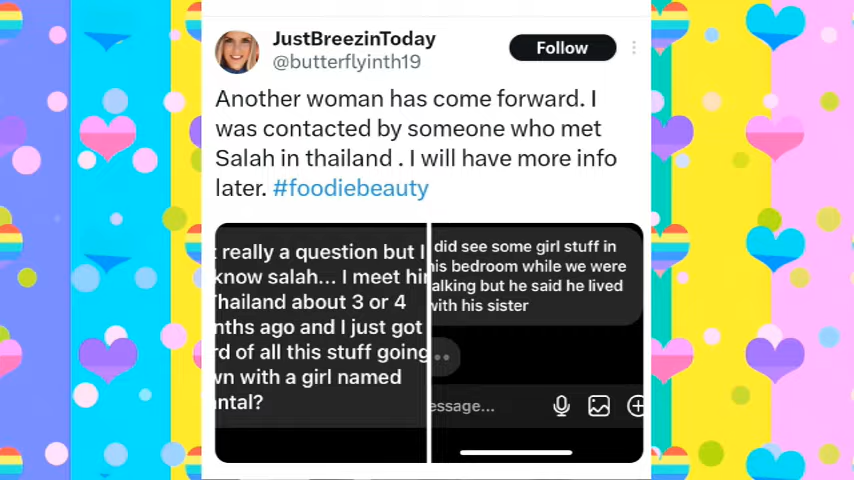 JustBreezinToday
@butterflyinth19
Follow
Another woman has come forward. I
was contacted by someone who met
Salah in thailand . I will have more info
later. #foodiebeauty
really a question but I
know salah... I meet hi
Thailand about 3 or 4
nths ago and I just got
rd of all this stuff going
wn with a girl named
antal?
did see some girl stuff in
his bedroom while we were
alking but he said he lived
with his sister
essage...